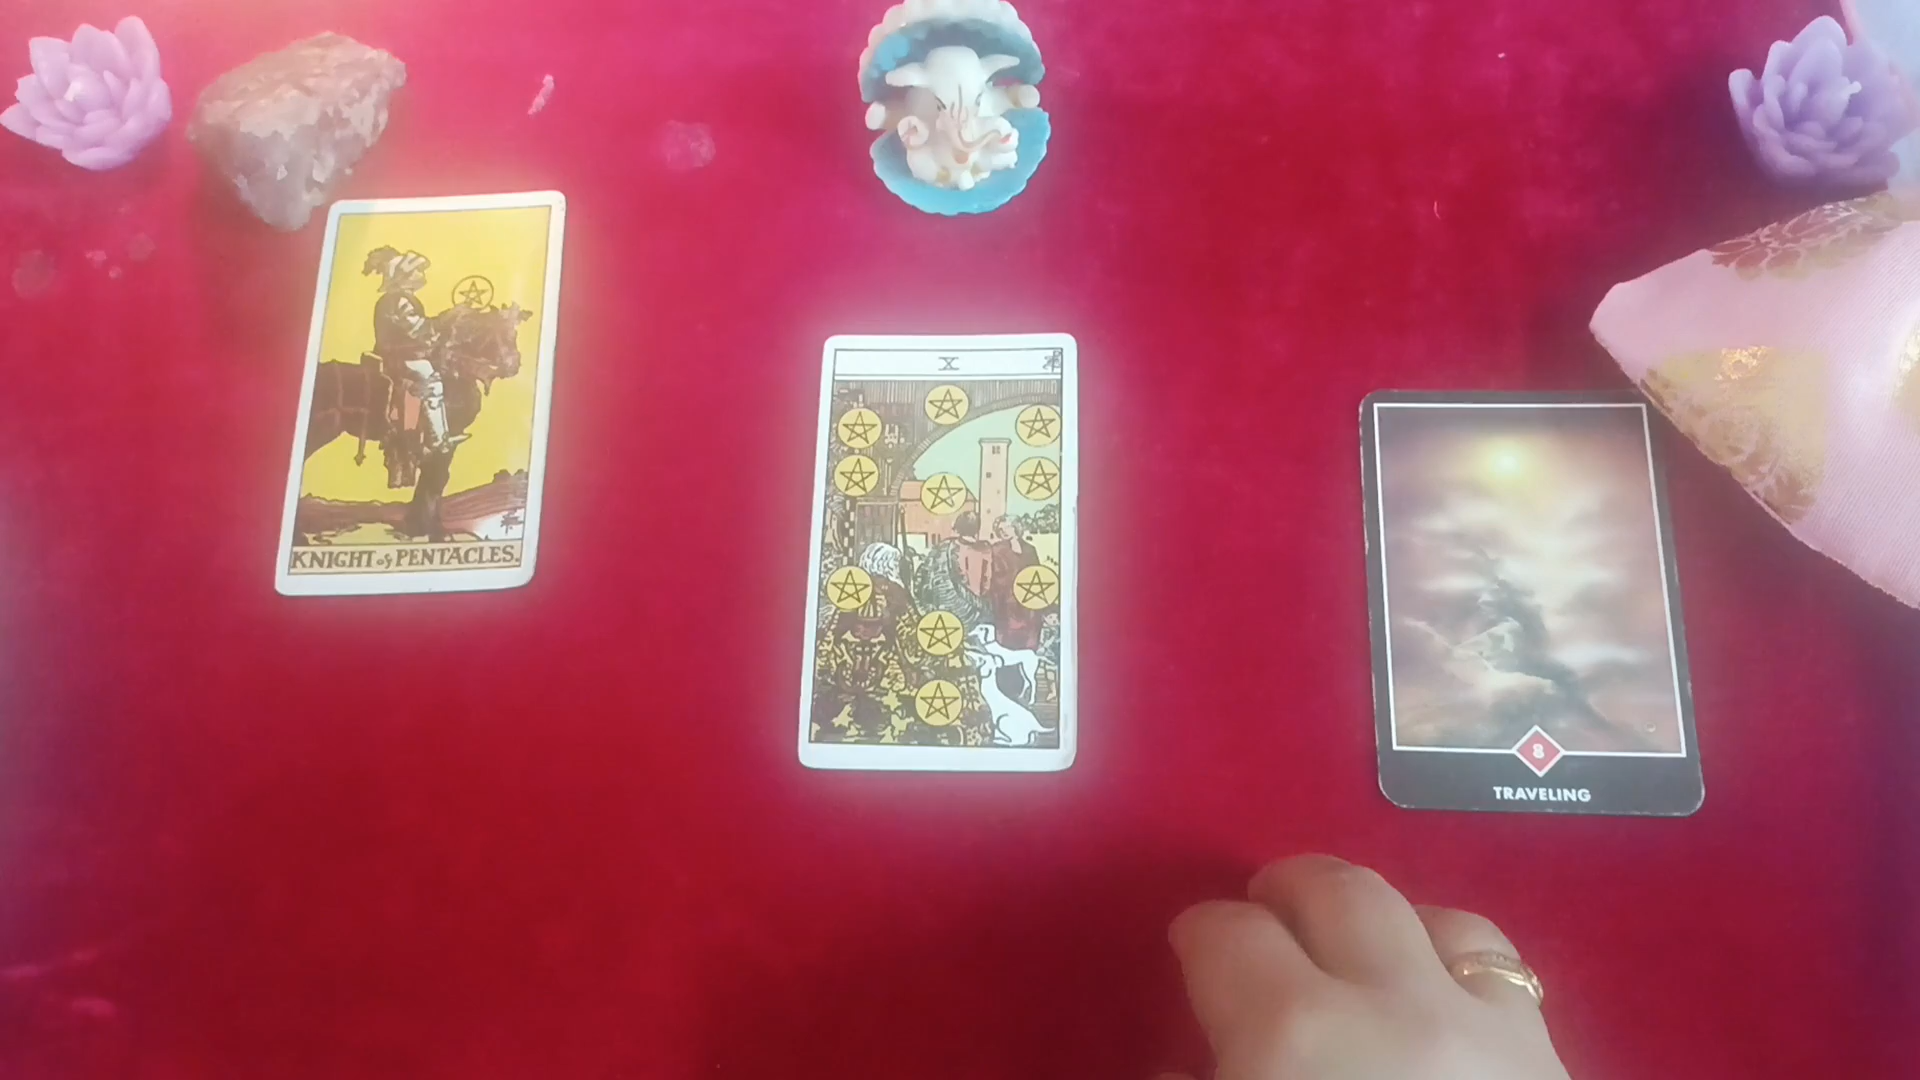 KNIGHT of PENTACLES.
X
8
TRAVELING